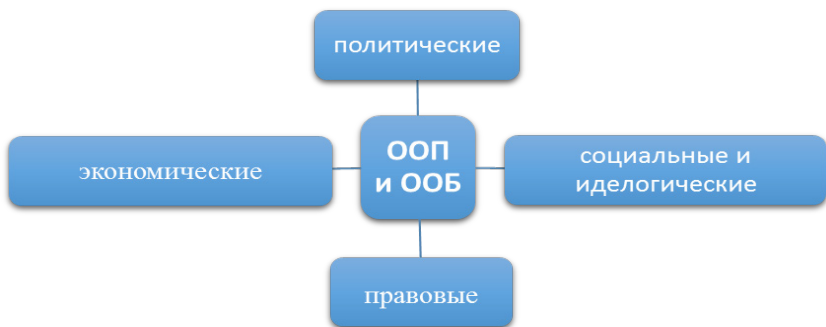 политические
экономические
ООП
и ООБ
социальные и
иделогические
правовые